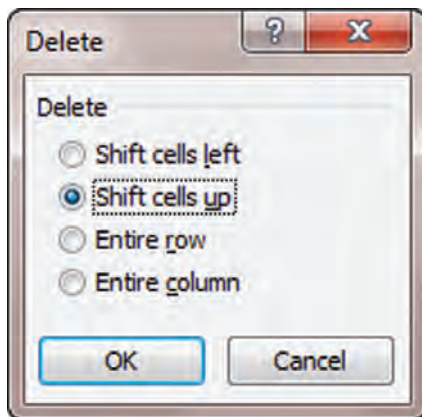 Delete
Delete
Shift cells left
Shift cells up
Entire row
Entire column
OK
Cancel